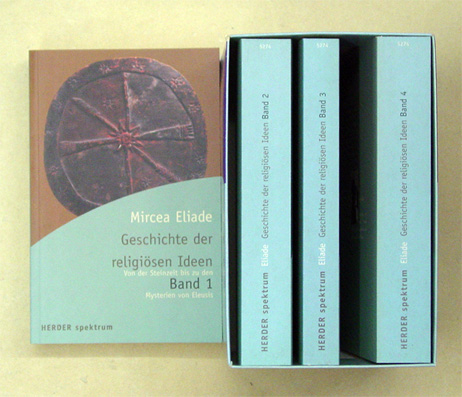 Mircea Eliade
Geschichte der
religiösen Ideen
Von der Steinzeit bis zu den
Band 1
Mysterien von Eleusis
HERDER spektrum
HERDER spektrum Eliade Geschichte der religiösen Ideen Band 2
HERDER spektrum Eliade Geschichte der religiösen Ideen Band 3
HERDER spektrum Eliade Geschichte der religiösen Ideen Band 4